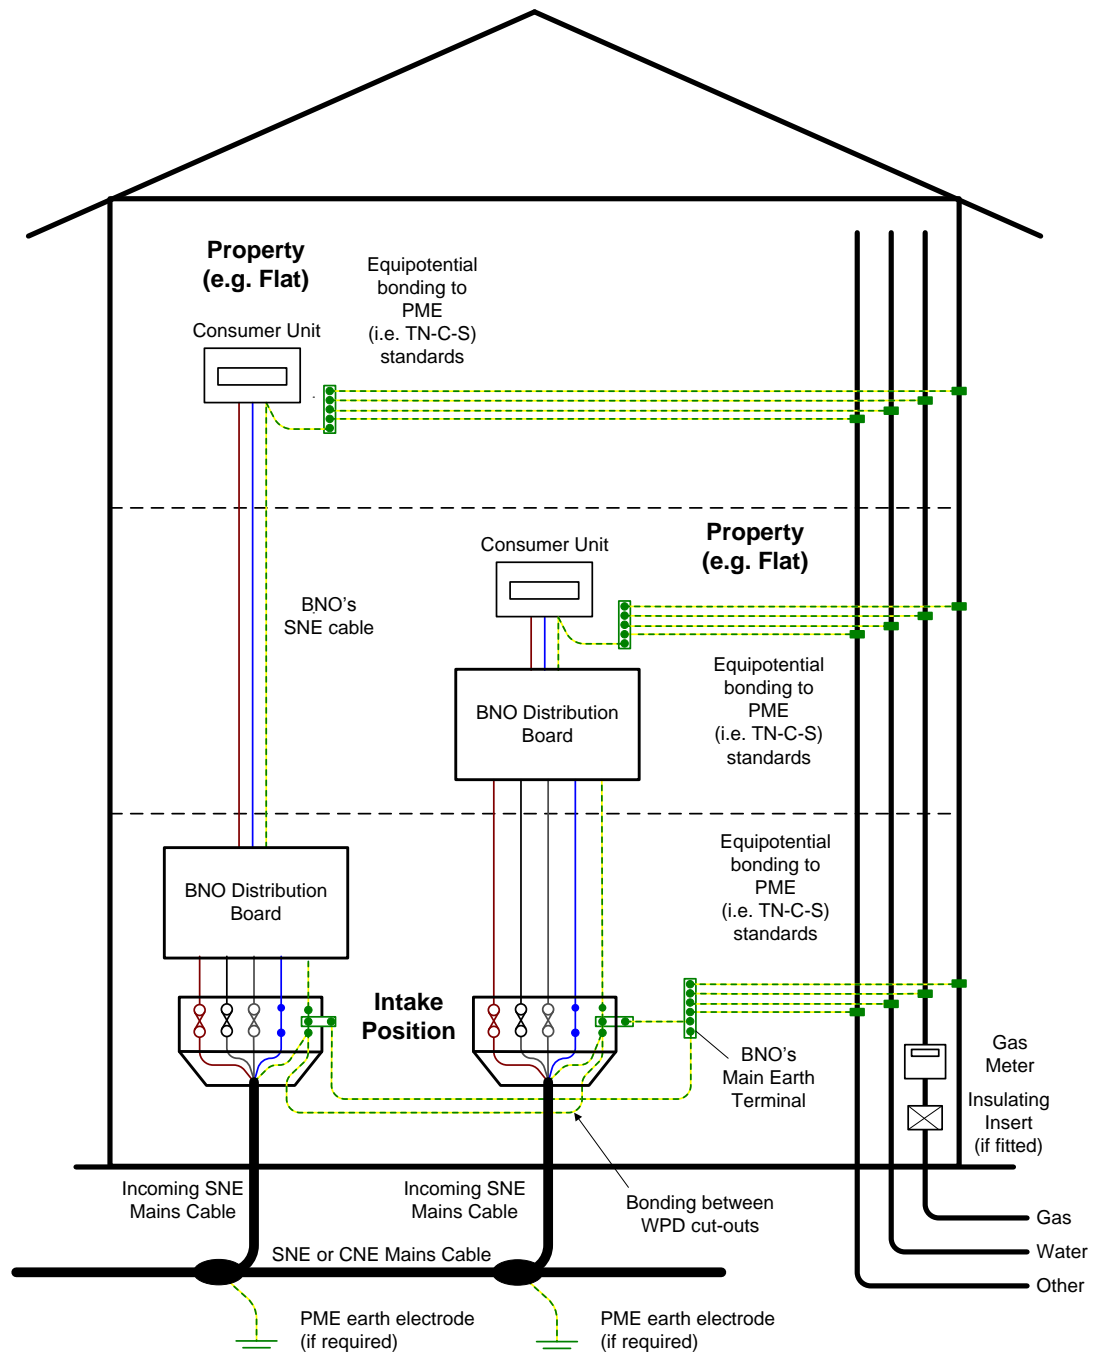 Property
(e.g. Flat)
Equipotential
bonding to
PME
(i.e. TN-C-S)
standards
Consumer Unit
Property
(e.g. Flat)
Consumer Unit
BNO's
SNE cable
Equipotential
bonding to
PME
(i.e. TN-C-S)
standards
BNO Distribution
Board
Equipotential
bonding to
PME
(i.e. TN-C-S)
standards
BNO Distribution
Board
Intake
Position
BNO's
Main Earth
Terminal
Gas
Meter
Insulating
Insert
(if fitted)
Incoming SNE
Mains Cable
Incoming SNE
Mains Cable
Bonding between
WPD cut-outs
Gas
Water
Other
SNE or CNE Mains Cable
PME earth electrode
(if required)
PME earth electrode
(if required)